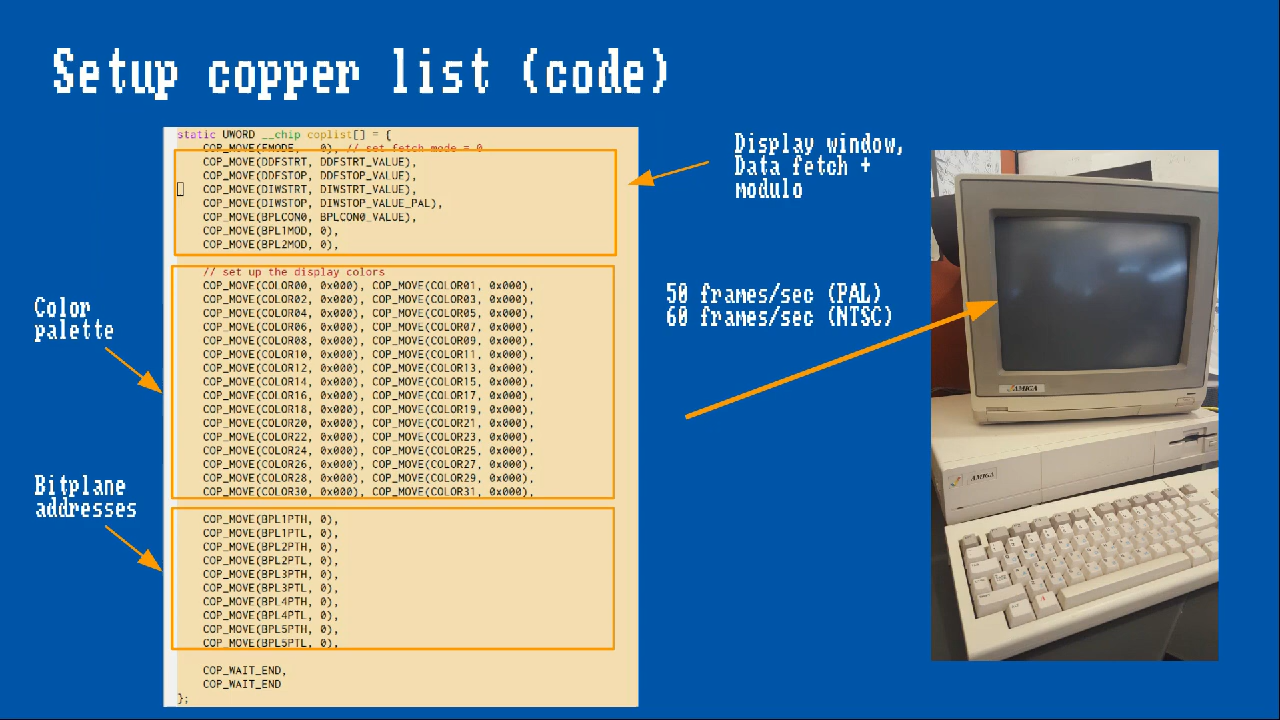 Setup copper list (code)
static UWORD __chip coplist[] = {
COP_MOVE(FMODE, 0), // set fetch mode = 0
COP_MOVE(DDFSTRT, DDFSTRT_VALUE),
COP_MOVE(DDFSTOP, DDFSTOP_VALUE),
COP_MOVE(DIWSTRT, DIWSTRT_VALUE),
COP_MOVE(DIWSTOP, DIWSTOP_VALUE_PAL),
COP_MOVE(BPLCON0, BPLCON0_VALUE),
COP_MOVE(BPL1MOD, 0),
COP_MOVE(BPL2MOD, 0),
// set up the display colors
COP_MOVE(COLOR00, 0x000), COP_MOVE(COLOR01, 0x000),
COP_MOVE(COLOR02, 0x000), COP_MOVE(COLOR03, 0x000),
COP_MOVE(COLOR04, 0x000), COP_MOVE(COLOR05, 0x000),
COP_MOVE(COLOR06, 0x000), COP_MOVE(COLOR07, 0x000),
COP_MOVE(COLOR08, 0x000), COP_MOVE(COLOR09, 0x000),
COP_MOVE(COLOR10, 0x000), COP_MOVE(COLOR11, 0x000),
COP_MOVE(COLOR12, 0x000), COP_MOVE(COLOR13, 0x000),
COP_MOVE(COLOR14, 0x000), COP_MOVE(COLOR15, 0x000),
COP_MOVE(COLOR16, 0x000), COP_MOVE(COLOR17, 0x000),
COP_MOVE(COLOR18, 0x000), COP_MOVE(COLOR19, 0x000),
COP_MOVE(COLOR20, 0x000), COP_MOVE(COLOR21, 0x000),
COP_MOVE(COLOR22, 0x000), COP_MOVE(COLOR23, 0x000),
COP_MOVE(COLOR24, 0x000), COP_MOVE(COLOR25, 0x000),
COP_MOVE(COLOR26, 0x000), COP_MOVE(COLOR27, 0x000),
COP_MOVE(COLOR28, 0x000), COP_MOVE(COLOR29, 0x000),
COP_MOVE(COLOR30, 0x000), COP_MOVE(COLOR31, 0x000),
COP_MOVE(BPL1PTH, 0),
COP_MOVE(BPL1PTL, 0),
COP_MOVE(BPL2PTH, 0),
COP_MOVE(BPL2PTL, 0),
COP_MOVE(BPL3PTH, 0),
COP_MOVE(BPL3PTL, 0),
COP_MOVE(BPL4PTH, 0),
COP_MOVE(BPL4PTL, 0),
COP_MOVE(BPL5PTH, 0),
COP_MOVE(BPL5PTL, 0),
COP_WAIT_END,
COP_WAIT_END
};
Color
palette
Bitplane
addresses
Display window,
Data fetch +
modulo
50 frames/sec (PAL)
60 frames/sec (NTSC)
AMIGA
AMIGA